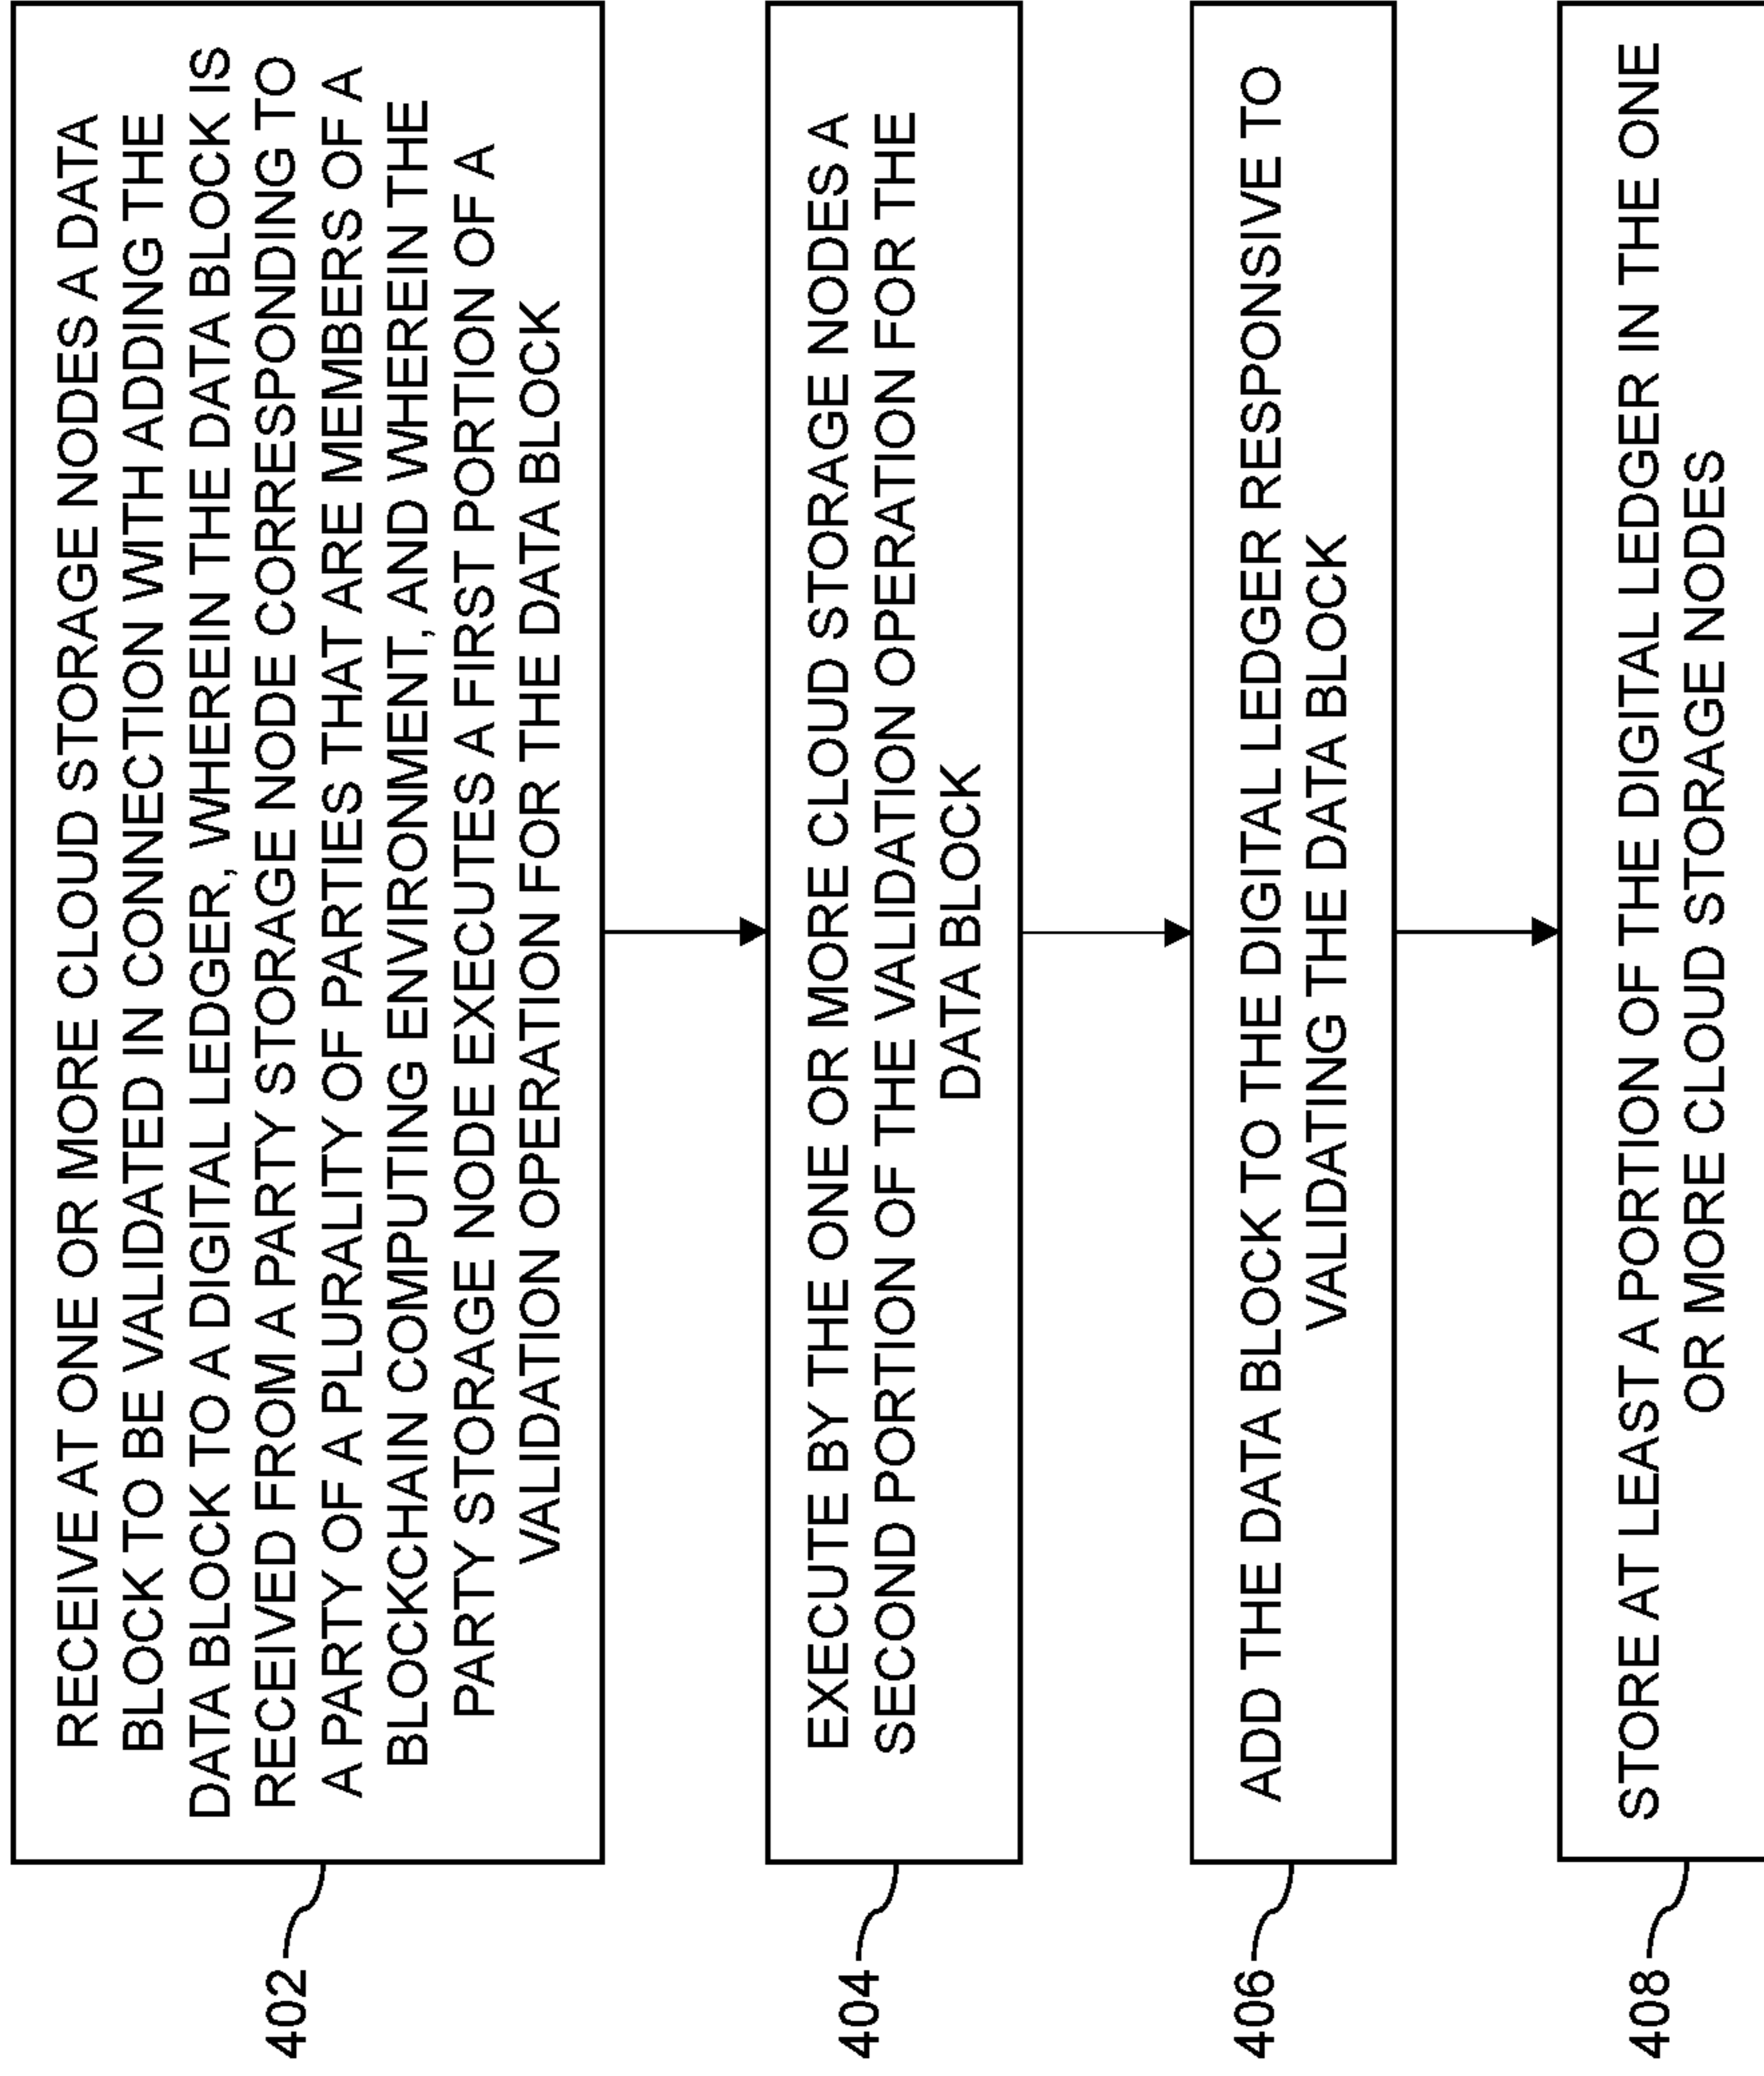 RECEIVE AT ONE OR MORE CLOUD STORAGE NODES A DATA
BLOCK TO BE VALIDATED IN CONNECTION WITH ADDING THE
DATA BLOCK TO A DIGITAL LEDGER, WHEREIN THE DATA BLOCK IS
RECEIVED FROM A PARTY STORAGE NODE CORRESPONDING TO
A PARTY OF A PLURALITY OF PARTIES THAT ARE MEMBERS OF A
BLOCKCHAIN COMPUTING ENVIRONMENT, AND WHEREIN THE
PARTY STORAGE NODE EXECUTES A FIRST PORTION OF A
VALIDATION OPERATION FOR THE DATA BLOCK
402
EXECUTE BY THE ONE OR MORE CLOUD STORAGE NODES A
SECOND PORTION OF THE VALIDATION OPERATION FOR THE
DATA BLOCK
404
ADD THE DATA BLOCK TO THE DIGITAL LEDGER RESPONSIVE TO
VALIDATING THE DATA BLOCK
406
STORE AT LEAST A PORTION OF THE DIGITAL LEDGER IN THE ONE
OR MORE CLOUD STORAGE NODES
408